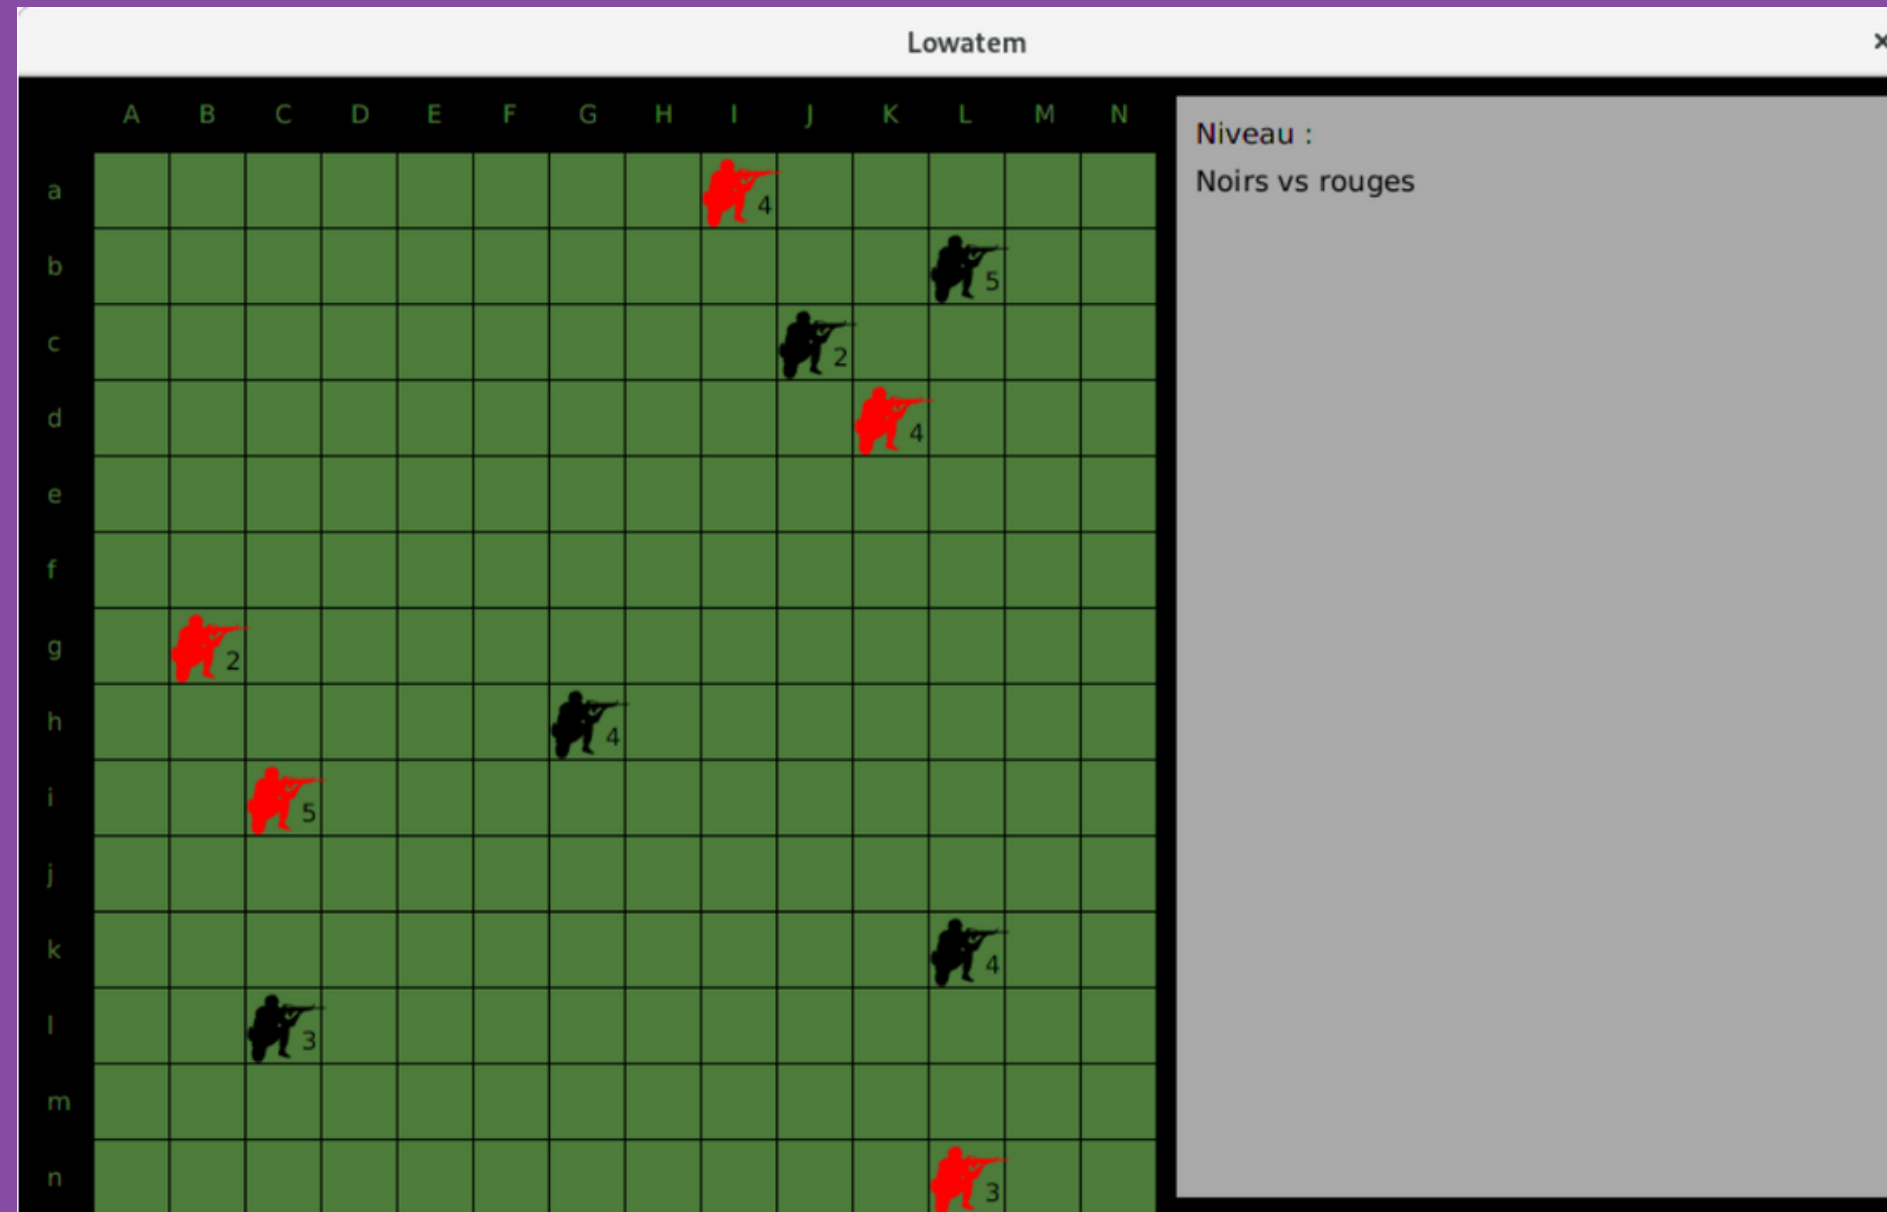 Lowatem
A B C D E F G H I J K L M N
Niveau :
Noirs vs rouges
a 4
b 5
c 2
d 4
e
f
g 2
h 4
i 5
j
k 4
l 3
m
n 3